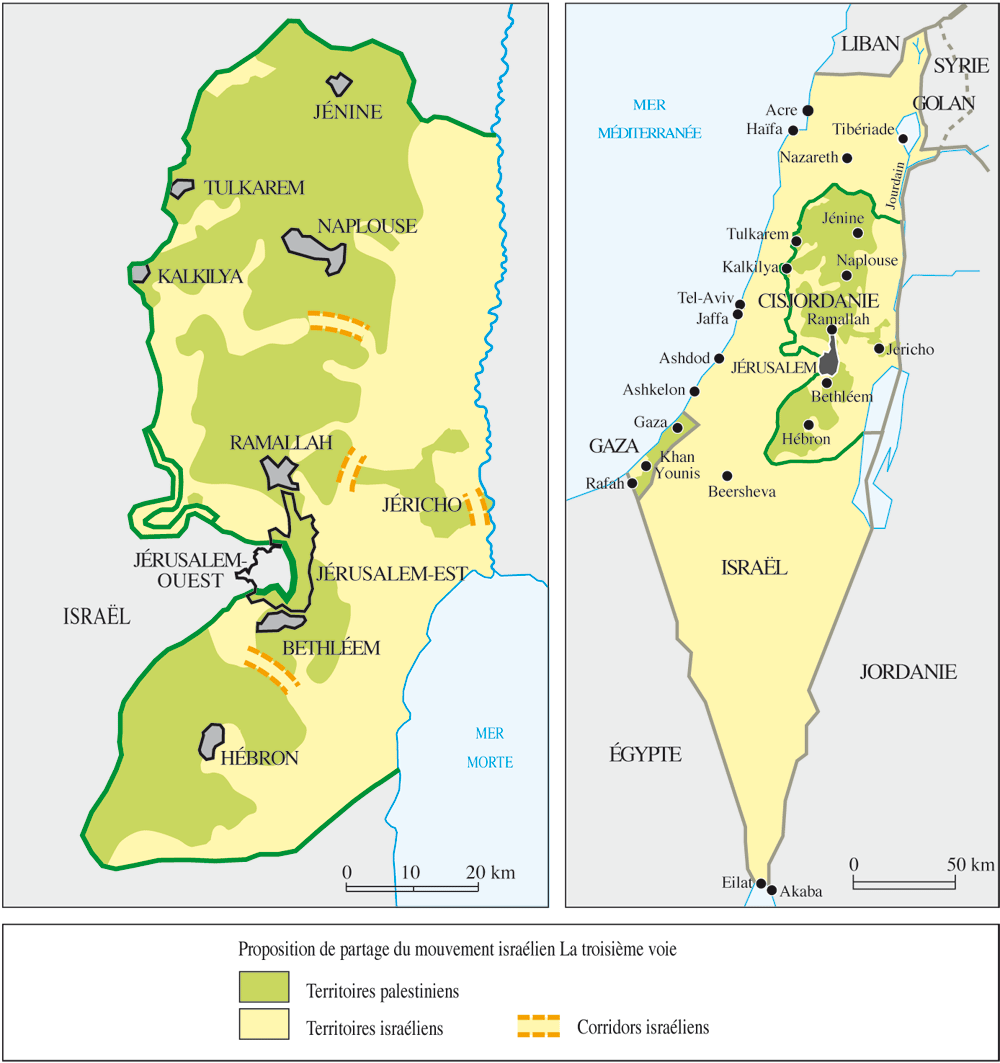 JÉNINE
TULKAREM
NAPLOUSE
KALKILYA
RAMALLAH
JÉRICHO
JÉRUSALEM-
OUEST
JÉRUSALEM-EST
ISRAËL
BETHLÉEM
HÉBRON
MER
MORTE
0 10 20 km
LIBAN
SYRIE
GOLAN
MER
MÉDITERRANÉE
Acre
Haïfa
Tibériade
Nazareth
Jourdain
Jénine
Tulkarem
Kalkilya
Naplouse
Tel-Aviv
Jaffa
CISJORDANIE
Ramallah
Jericho
Ashdod
JÉRUSALEM
Ashkelon
Bethléem
Gaza
Hébron
GAZA
Khan
Younis
Rafah
Beersheva
ISRAËL
JORDANIE
ÉGYPTE
Eilat
Akaba
0 50 km
Proposition de partage du mouvement israélien La troisième voie
Territoires palestiniens
Territoires israéliens
Corridors israéliens